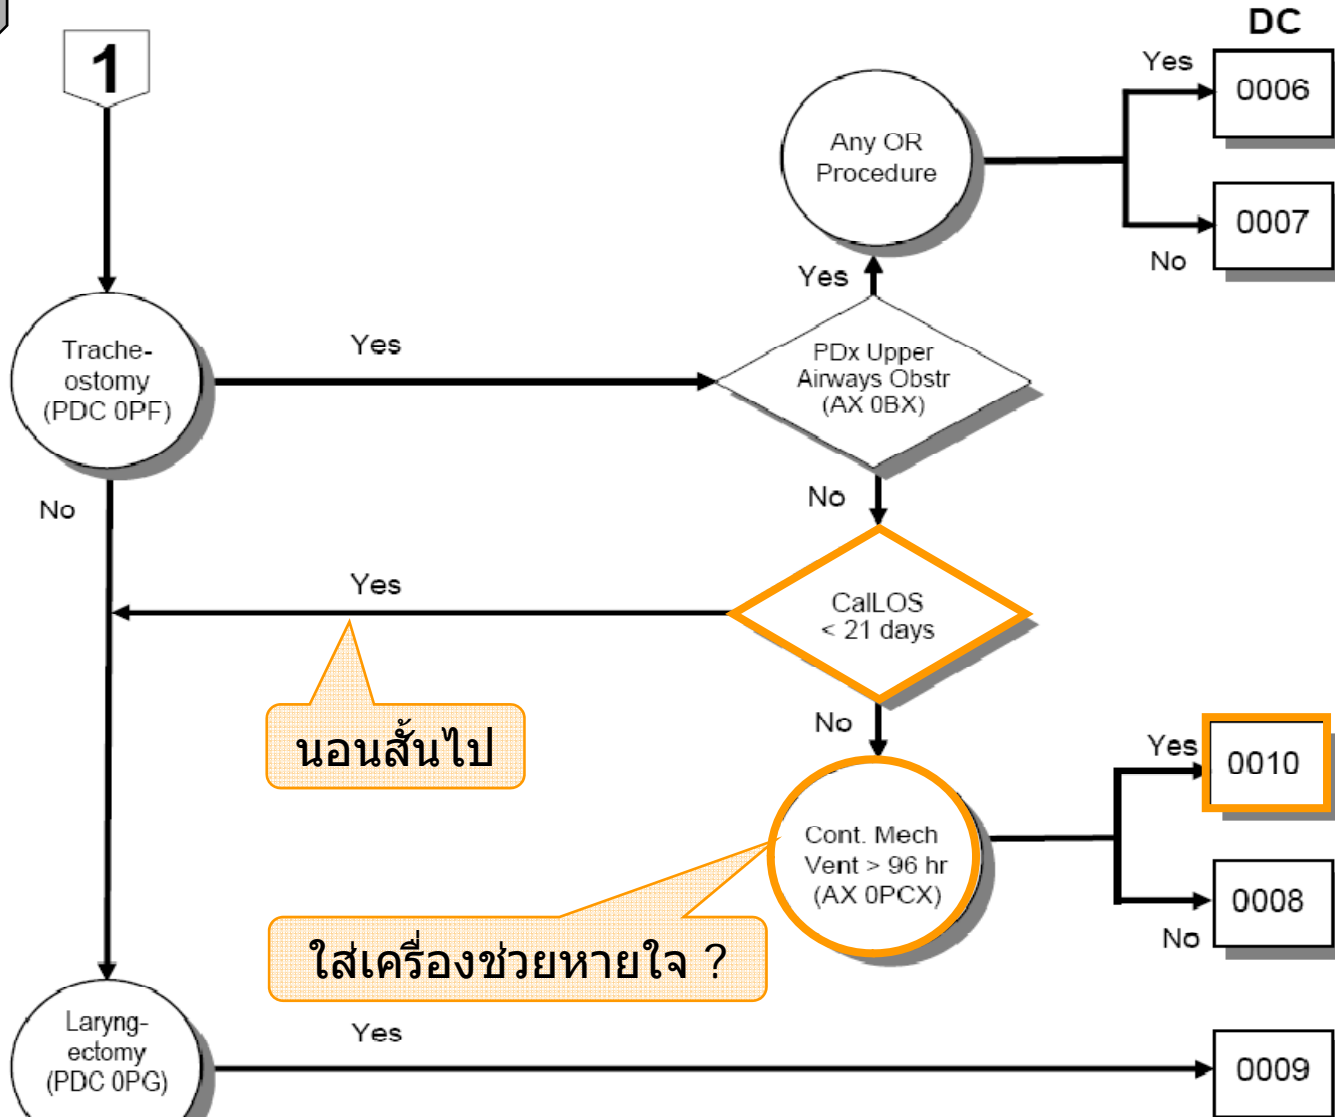 DC
1
Yes
0006
Any OR
Procedure
0007
No
Yes
Trache-
ostomy
(PDC 0PF)
Yes
PDx Upper
Airways Obstr
(AX 0BX)
No
No
Yes
CalLOS
< 21 days
นอนสั้นไป
No
Yes
0010
Cont. Mech
Vent > 96 hr
(AX 0PCX)
0008
No
ใส่เครื่องช่วยหายใจ ?
Laryng-
ectomy
(PDC 0PG)
Yes
0009